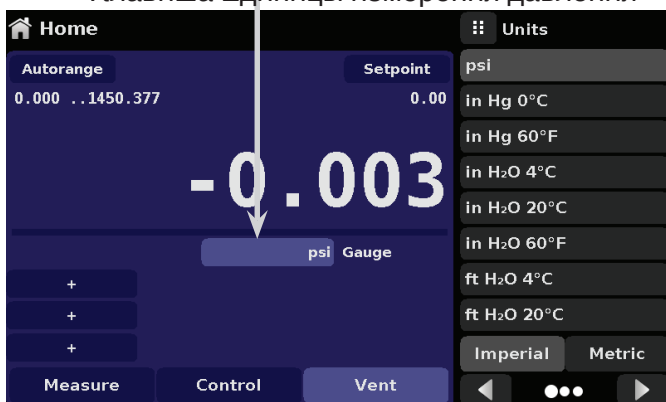 Клавиша единицы измерения давления
Home
Autorange
Setpoint
0.000 ..1450.377
0.00
-0.003
psi Gauge
+
+
+
Measure
Control
Vent
Units
psi
in Hg 0°C
in Hg 60°F
in H₂O 4°C
in H₂O 20°C
in H₂O 60°F
ft H₂O 4°C
ft H₂O 20°C
Imperial
Metric